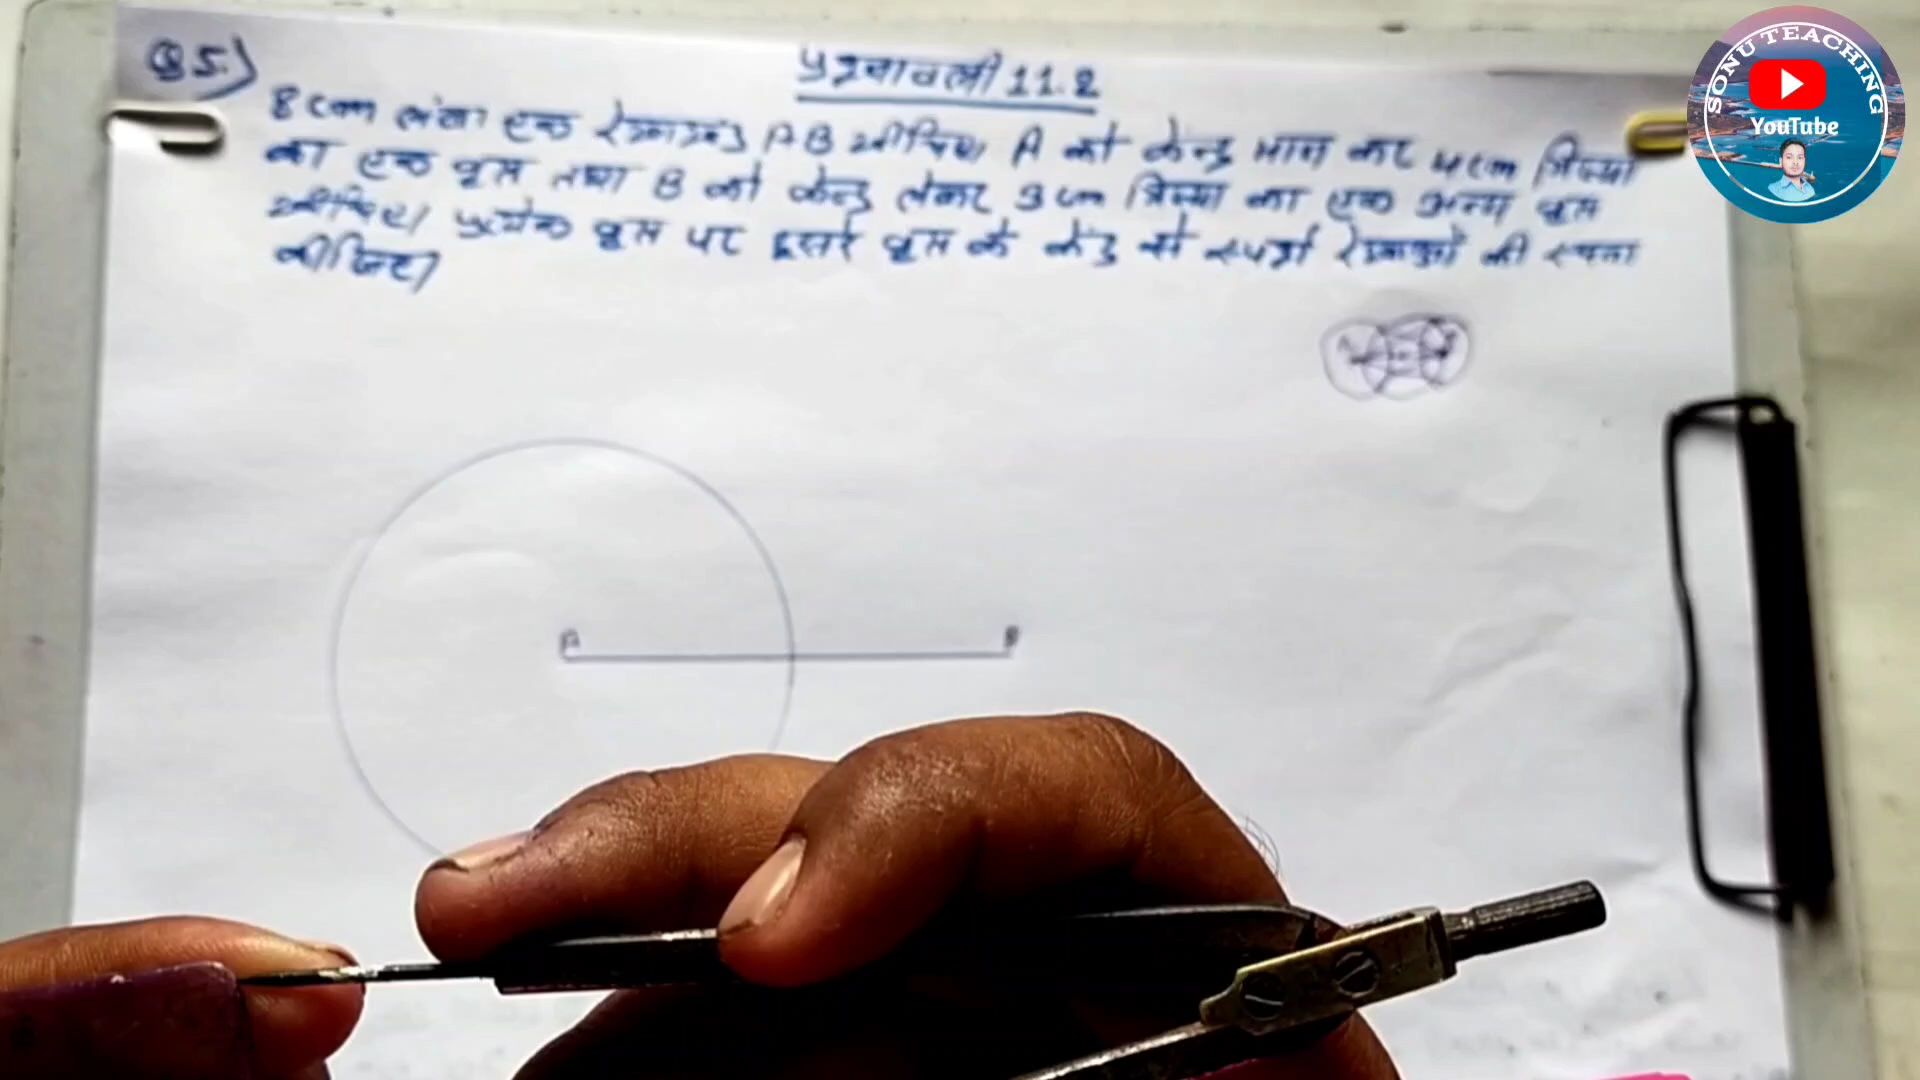 Q 5.)
प्रश्नावली 11.2
8 cm लंबा एक रेखाखंड AB खींचिए। A को केन्द्र मान कर 4 cm त्रिज्या
का एक वृत्त तथा B को केन्द्र लेकर 3 cm त्रिज्या का एक अन्य वृत्त
खींचिए। प्रत्येक वृत्त पर दूसरे वृत्त के केंद्र से स्पर्श रेखाओं की रचना
कीजिए।
A
B
SONU TEACHING
YouTube